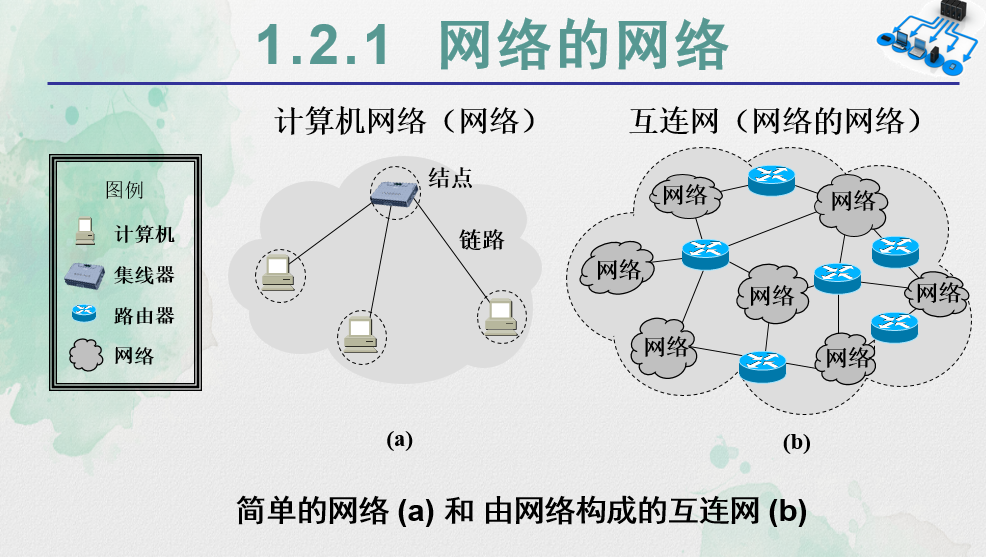 1.2.1 网络的网络
计算机网络（网络）
互连网（网络的网络）
图例
计算机
集线器
路由器
网络
结点
链路
(a)
网络
网络
网络
网络
网络
网络
网络
(b)
简单的网络 (a) 和 由网络构成的互连网 (b)